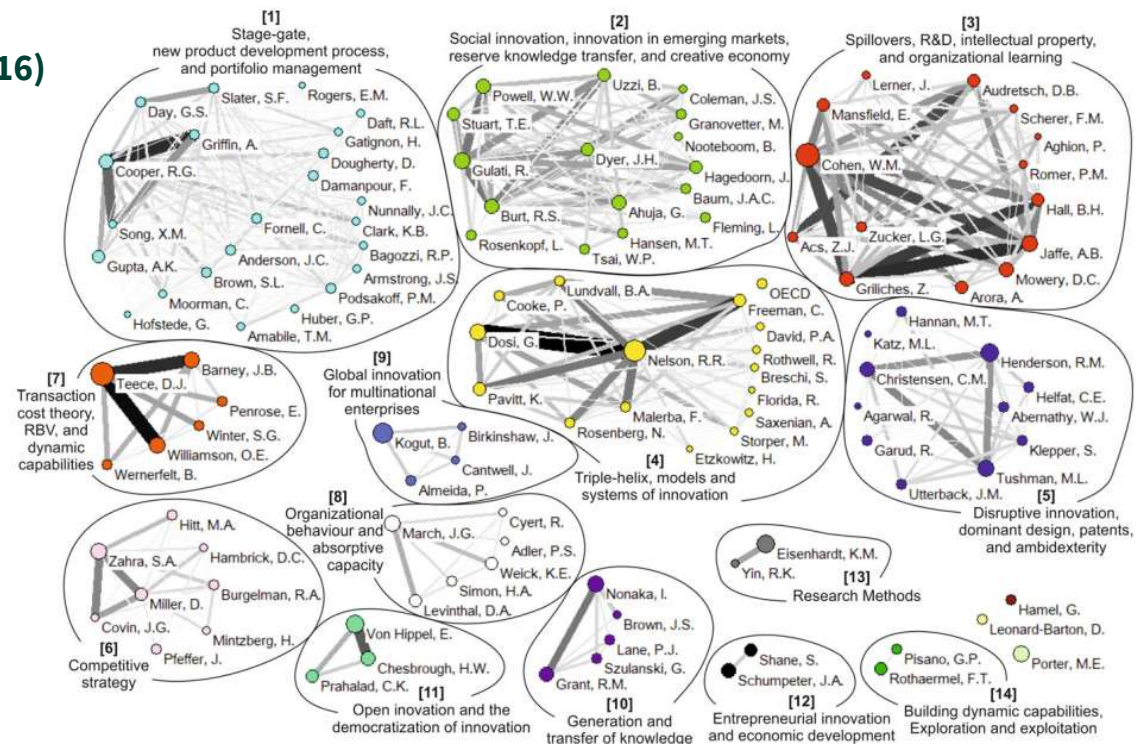 16)
[1]
Stage-gate,
new product development process,
and portifolio management
Slater, S.F.
Rogers, E.M.
Day, G.S.
Daft, R.L.
Griffin, A.
Gatignon, H.
Dougherty, D.
Cooper, R.G.
Damanpour, F.
Nunnally, J.C.
Song, X.M.
Fornell, C.
Clark, K.B.
Anderson, J.C.
Bagozzi, R.P.
Gupta, A.K.
Brown, S.L.
Armstrong, J.S.
Moorman, C.
Podsakoff, P.M.
Hofstede, G.
Huber, G.P.
Amabile, T.M.
[2]
Social innovation, innovation in emerging markets,
reserve knowledge transfer, and creative economy
Uzzi, B.
Powell, W.W.
Coleman, J.S.
Stuart, T.E.
Granovetter, M.
Nooteboom, B.
Dyer, J.H.
Gulati, R.
Hagedoorn, J.
Baum, J.A.C.
Burt, R.S.
Ahuja, G.
Fleming, L.
Rosenkopf, L.
Hansen, M.T.
Tsai, W.P.
[3]
Spillovers, R&D, intellectual property,
and organizational learning
Lerner, J.
Audretsch, D.B.
Mansfield, E.
Scherer, F.M.
Aghion, P.
Cohen, W.M.
Romer, P.M.
Hall, B.H.
Zucker, L.G.
Acs, Z.J.
Jaffe, A.B.
Mowery, D.C.
Griliches, Z.
Arora, A.
Lundvall, B.A.
OECD
Cooke, P.
Freeman, C.
Dosi, G.
David, P.A.
Nelson, R.R.
Rothwell, R.
Breschi, S.
Pavitt, K.
Florida, R.
Malerba, F.
Saxenian, A.
Rosenberg, N.
Storper, M.
Etzkowitz, H.
[4]
Triple-helix, models and
systems of innovation
Hannan, M.T.
Katz, M.L.
Henderson, R.M.
Christensen, C.M.
Helfat, C.E.
Agarwal, R.
Abernathy, W.J.
Garud, R.
Klepper, S.
Tushman, M.L.
Utterback, J.M.
[5]
Disruptive innovation,
dominant design, patents,
and ambidexterity
[7]
Transaction
cost theory,
RBV, and
dynamic
capabilities
Barney, J.B.
Teece, D.J.
Penrose, E.
Winter, S.G.
Williamson, O.E.
Wernerfelt, B.
[9]
Global innovation
for multinational
enterprises
Kogut, B.
Birkinshaw, J.
Cantwell, J.
Almeida, P.
[8]
Organizational
behaviour and
absorptive
capacity
March, J.G.
Cyert, R.
Adler, P.S.
Weick, K.E.
Simon, H.A.
Levinthal, D.A.
Hitt, M.A.
Zahra, S.A.
Hambrick, D.C.
Miller, D.
Burgelman, R.A.
Covin, J.G.
Mintzberg, H.
Pfeffer, J.
[6]
Competitive
strategy
Von Hippel, E.
Chesbrough, H.W.
Prahalad, C.K.
[11]
Open inovation and the
democratization of innovation
Nonaka, I.
Brown, J.S.
Lane, P.J.
Szulanski, G.
Grant, R.M.
[10]
Generation and
transfer of knowledge
Eisenhardt, K.M.
Yin, R.K.
[13]
Research Methods
Shane, S.
Schumpeter, J.A.
[12]
Entrepreneurial innovation
and economic development
Hamel, G.
Leonard-Barton, D.
Porter, M.E.
Pisano, G.P.
Rothaermel, F.T.
[14]
Building dynamic capabilities,
Exploration and exploitation